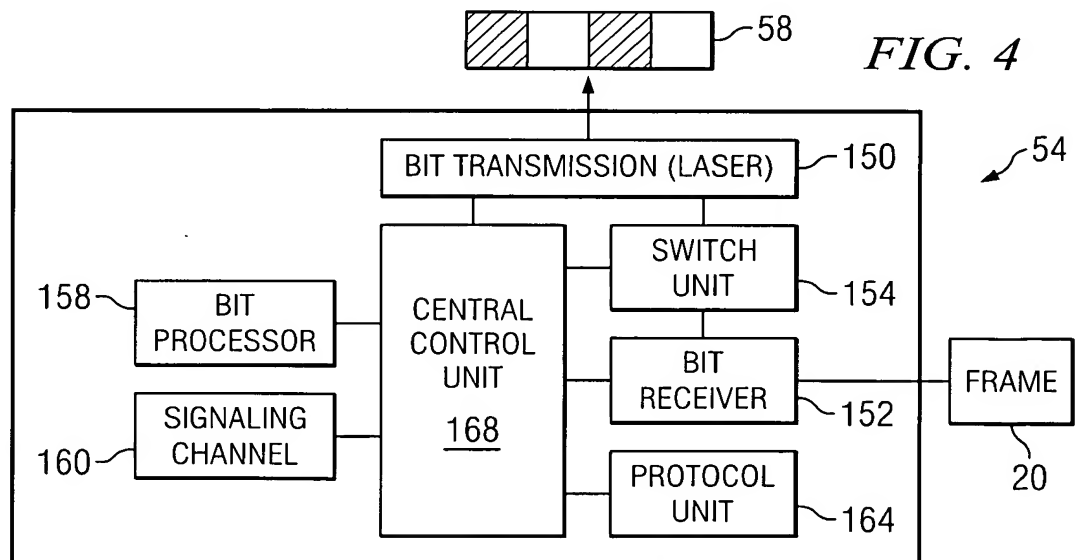 58
FIG. 4
54
BIT TRANSMISSION (LASER)
150
SWITCH
UNIT
154
158
BIT
PROCESSOR
CENTRAL
CONTROL
UNIT
168
BIT
RECEIVER
152
FRAME
20
160
SIGNALING
CHANNEL
PROTOCOL
UNIT
164